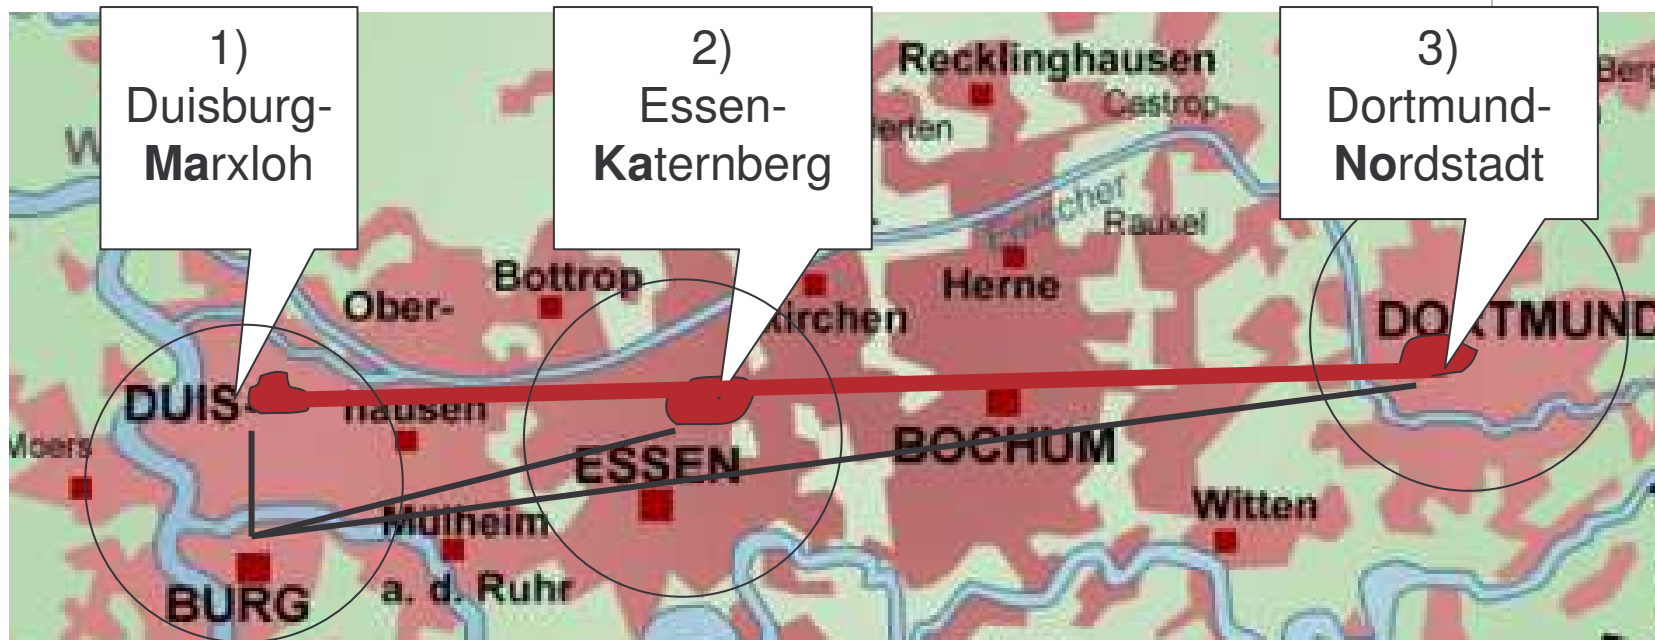 1)
Duisburg-
Marxloh
2)
Essen-
Katernberg
3)
Dortmund-
Nordstadt
Recklinghausen
Castrop-
Rauxel
Emscher
Bottrop
Ober-
hausen
Herne
DUIS-
BURG
Moers
ESSEN
BOCHUM
DORTMUND
Mülheim
a. d. Ruhr
Witten